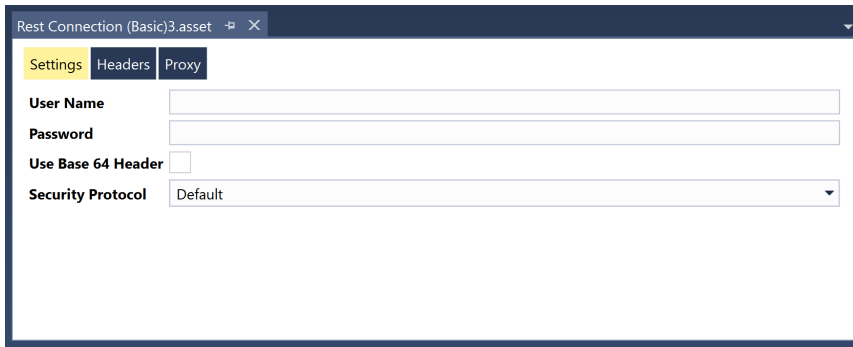 Rest Connection (Basic)3.asset
Settings Headers Proxy
User Name
Password
Use Base 64 Header
Security Protocol Default